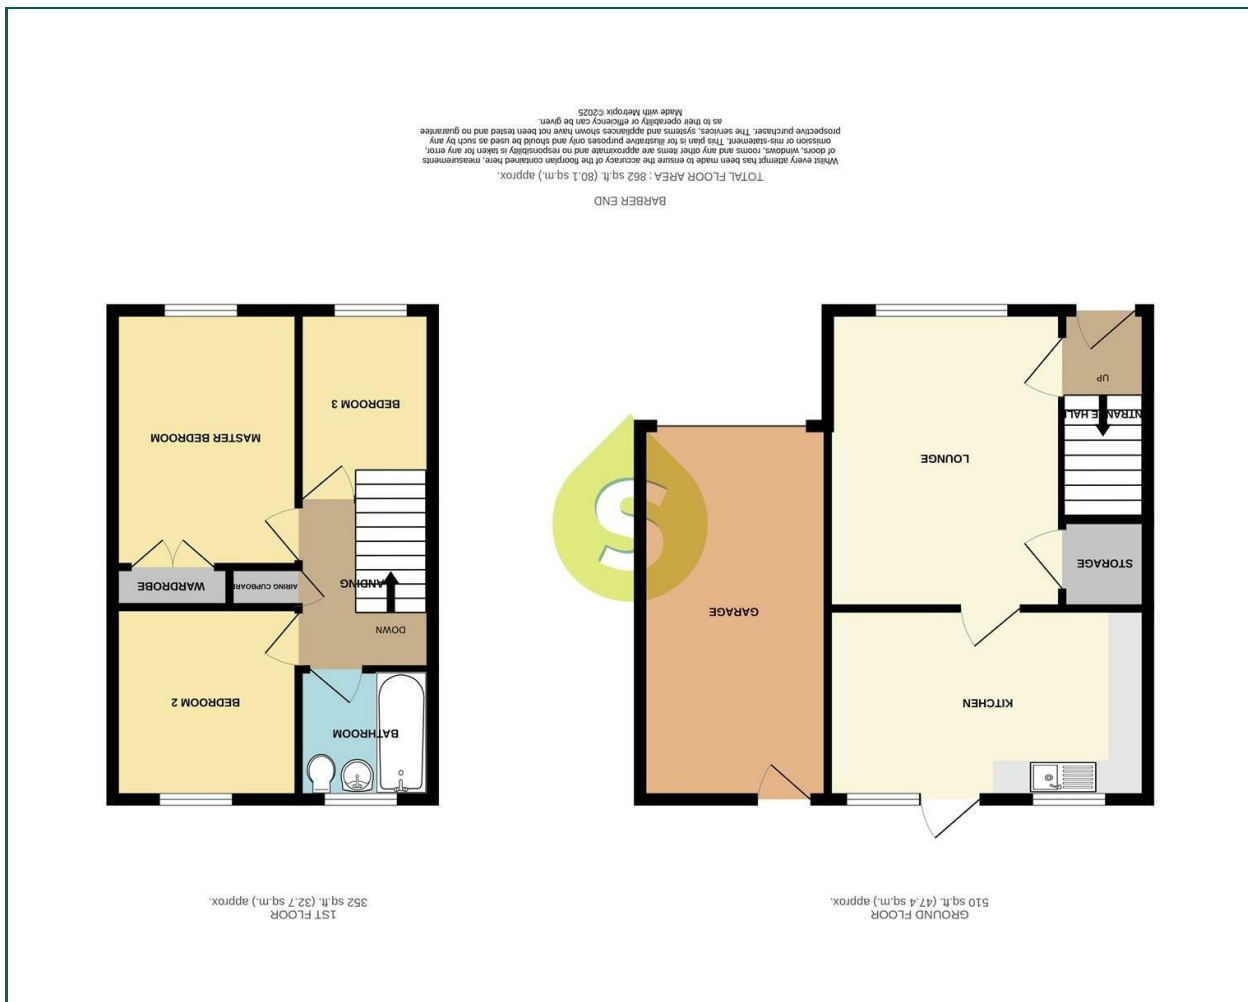 GROUND FLOOR
510 sq.ft. (47.4 sq.m.) approx.
1ST FLOOR
352 sq.ft. (32.7 sq.m.) approx.
KITCHEN
GARAGE
STORAGE
LOUNGE
ENTRANCE HALL
UP
BATHROOM
BEDROOM 2
DOWN
LANDING
AIRING CUPBOARD
WARDROBE
MASTER BEDROOM
BEDROOM 3
S
BARBER END
TOTAL FLOOR AREA : 862 sq.ft. (80.1 sq.m.) approx.
Whilst every attempt has been made to ensure the accuracy of the floorplan contained here, measurements
of doors, windows, rooms and any other items are approximate and no responsibility is taken for any error,
omission or mis-statement. This plan is for illustrative purposes only and should be used as such by any
prospective purchaser. The services, systems and appliances shown have not been tested and no guarantee
as to their operability or efficiency can be given.
Made with Metropix ©2025